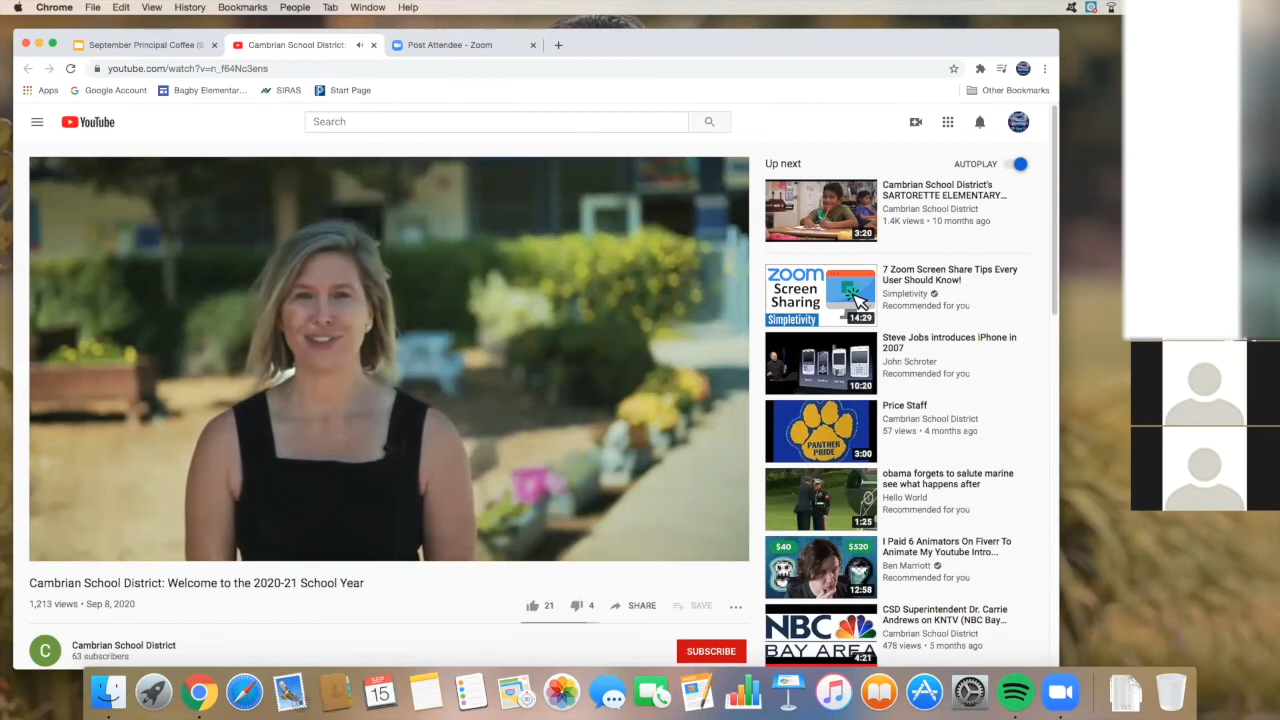 Chrome File Edit View History Bookmarks People Tab Window Help
September Principal Coffee (S
Cambrian School District:
Post Attendee - Zoom
youtube.com/watch?v=n_f64Nc3ens
Apps Google Account Bagby Elementar... SIRAS Start Page Other Bookmarks
YouTube
Search
Up next
AUTOPLAY
Cambrian School District's
SARTORETTE ELEMENTARY...
Cambrian School District
1.4K views • 10 months ago
3:20
zoom
Screen
Sharing
Simpletivity
14:29
7 Zoom Screen Share Tips Every
User Should Know!
Simpletivity
Recommended for you
Steve Jobs introduces iPhone in
2007
John Schroter
Recommended for you
10:20
Price Staff
Cambrian School District
57 views • 4 months ago
PANTHER
PRIDE
3:00
obama forgets to salute marine
see what happens after
Hello World
Recommended for you
1:25
I Paid 6 Animators On Fiverr To
Animate My Youtube Intro...
Ben Marriott
Recommended for you
$40 $520
12:58
CSD Superintendent Dr. Carrie
Andrews on KNTV (NBC Bay...
Cambrian School District
478 views • 5 months ago
NBC
BAY AREA
4:21
Cambrian School District: Welcome to the 2020-21 School Year
1,213 views • Sep 8, 2020
21 4 SHARE SAVE
C
Cambrian School District
63 subscribers
SUBSCRIBE
SEP
15
30
TXT